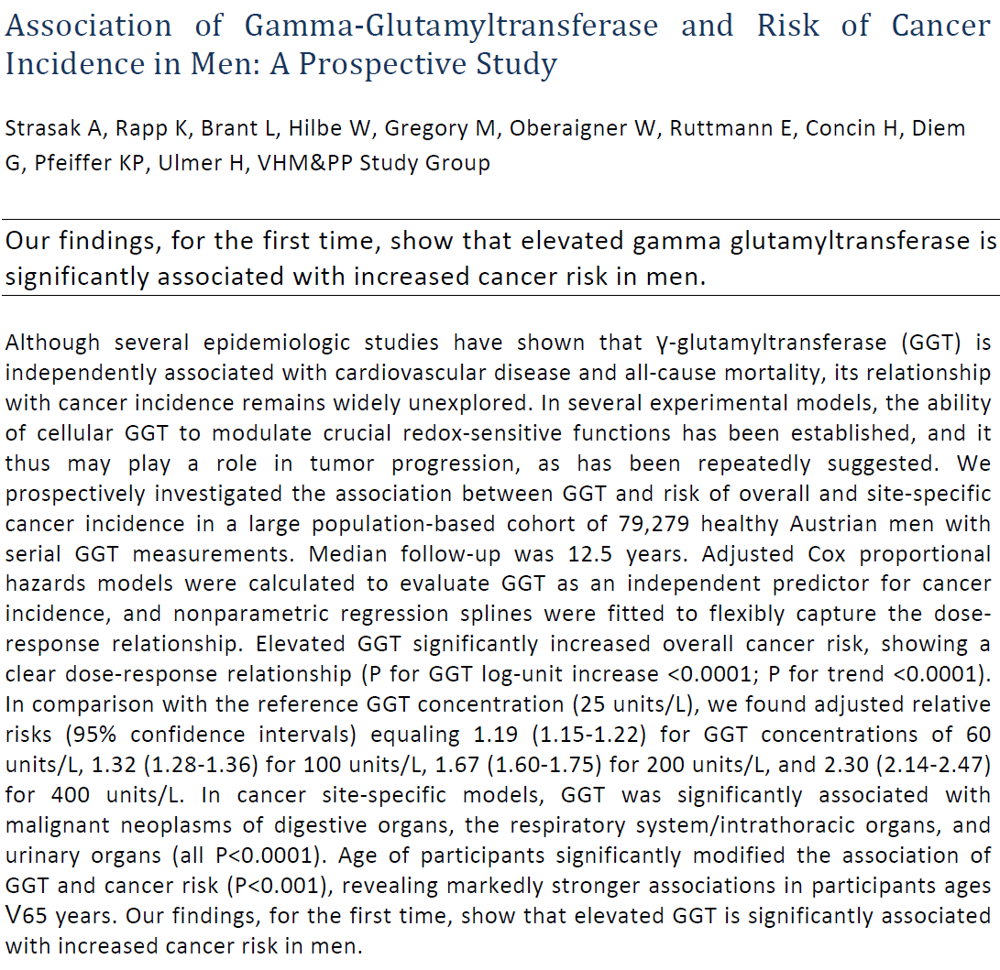 Association of Gamma-Glutamyltransferase and Risk of Cancer
Incidence in Men: A Prospective Study
Strasak A, Rapp K, Brant L, Hilbe W, Gregory M, Oberaigner W, Ruttmann E, Concin H, Diem
G, Pfeiffer KP, Ulmer H, VHM&PP Study Group
Our findings, for the first time, show that elevated gamma glutamyltransferase is
significantly associated with increased cancer risk in men.
Although several epidemiologic studies have shown that γ-glutamyltransferase (GGT) is
independently associated with cardiovascular disease and all-cause mortality, its relationship
with cancer incidence remains widely unexplored. In several experimental models, the ability
of cellular GGT to modulate crucial redox-sensitive functions has been established, and it
thus may play a role in tumor progression, as has been repeatedly suggested. We
prospectively investigated the association between GGT and risk of overall and site-specific
cancer incidence in a large population-based cohort of 79,279 healthy Austrian men with
serial GGT measurements. Median follow-up was 12.5 years. Adjusted Cox proportional
hazards models were calculated to evaluate GGT as an independent predictor for cancer
incidence, and nonparametric regression splines were fitted to flexibly capture the dose-
response relationship. Elevated GGT significantly increased overall cancer risk, showing a
clear dose-response relationship (P for GGT log-unit increase <0.0001; P for trend <0.0001).
In comparison with the reference GGT concentration (25 units/L), we found adjusted relative
risks (95% confidence intervals) equaling 1.19 (1.15-1.22) for GGT concentrations of 60
units/L, 1.32 (1.28-1.36) for 100 units/L, 1.67 (1.60-1.75) for 200 units/L, and 2.30 (2.14-2.47)
for 400 units/L. In cancer site-specific models, GGT was significantly associated with
malignant neoplasms of digestive organs, the respiratory system/intrathoracic organs, and
urinary organs (all P<0.0001). Age of participants significantly modified the association of
GGT and cancer risk (P<0.001), revealing markedly stronger associations in participants ages
V65 years. Our findings, for the first time, show that elevated GGT is significantly associated
with increased cancer risk in men.